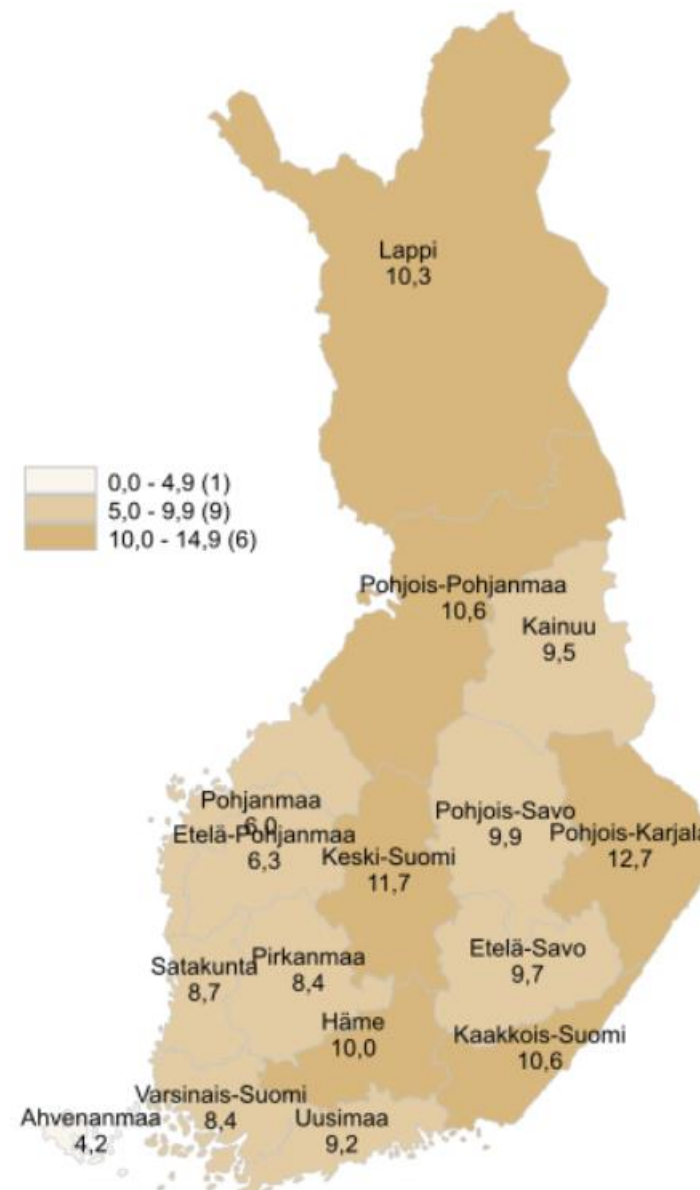 Lappi
10,3
0,0 - 4,9 (1)
5,0 - 9,9 (9)
10,0 - 14,9 (6)
Pohjois-Pohjanmaa
10,6
Kainuu
9,5
Pohjanmaa
6,0
Etelä-Pohjanmaa
6,3
Keski-Suomi
11,7
Pohjois-Savo
9,9
Pohjois-Karjala
12,7
Satakunta
8,7
Pirkanmaa
8,4
Etelä-Savo
9,7
Häme
10,0
Kaakkois-Suomi
10,6
Ahvenanmaa
4,2
Varsinais-Suomi
8,4
Uusimaa
9,2